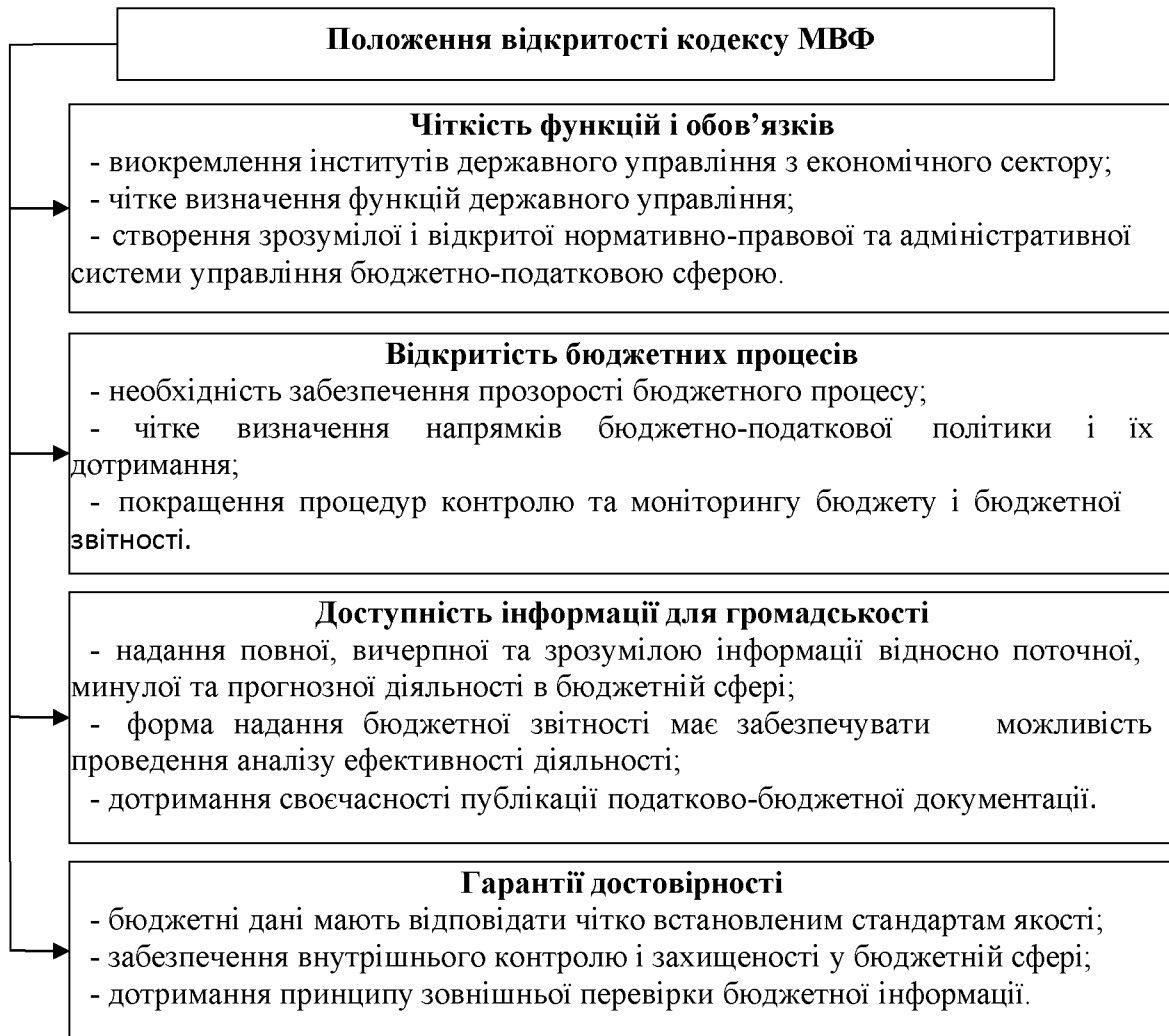 Положення відкритості кодексу МВФ
Чіткість функцій і обов’язків
- виокремлення інститутів державного управління з економічного сектору;
- чітке визначення функцій державного управління;
- створення зрозумілої і відкритої нормативно-правової та адміністративної
системи управління бюджетно-податковою сферою.
Відкритість бюджетних процесів
- необхідність забезпечення прозорості бюджетного процесу;
- чітке визначення напрямків бюджетно-податкової політики і їх
дотримання;
- покращення процедур контролю та моніторингу бюджету і бюджетної
звітності.
Доступність інформації для громадськості
- надання повної, вичерпної та зрозумілою інформації відносно поточної,
минулої та прогнозної діяльності в бюджетній сфері;
- форма надання бюджетної звітності має забезпечувати можливість
проведення аналізу ефективності діяльності;
- дотримання своєчасності публікації податково-бюджетної документації.
Гарантії достовірності
- бюджетні дані мають відповідати чітко встановленим стандартам якості;
- забезпечення внутрішнього контролю і захищеності у бюджетній сфері;
- дотримання принципу зовнішньої перевірки бюджетної інформації.